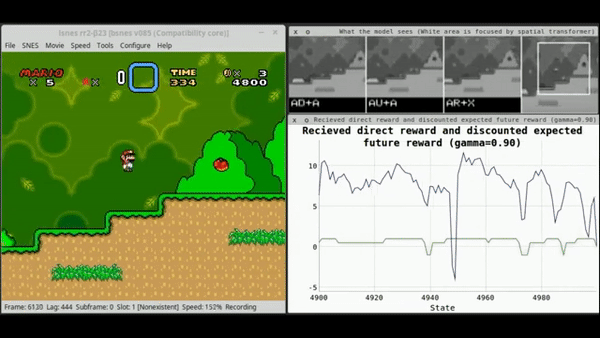 lsnes rr2-β23 [bsnes v085 (Compatibility core)]
File SNES Movie Speed Tools Configure Help
MARIO
x 5
0
TIME
334
x 3
4800
Frame: 6130 Lag: 444 Subframe: 0 Slot: 1 [Nonexistent] Speed: 152% Recording
x o What the model sees (White area is focused by spatial transformer)
AD+A AU+A AR+X
x o Recieved direct reward and discounted expected future reward (gamma=0.90)
Recieved direct reward and discounted expected
future reward (gamma=0.90)
10
5
0
-5
4900 4920 4940 4960 4980
State